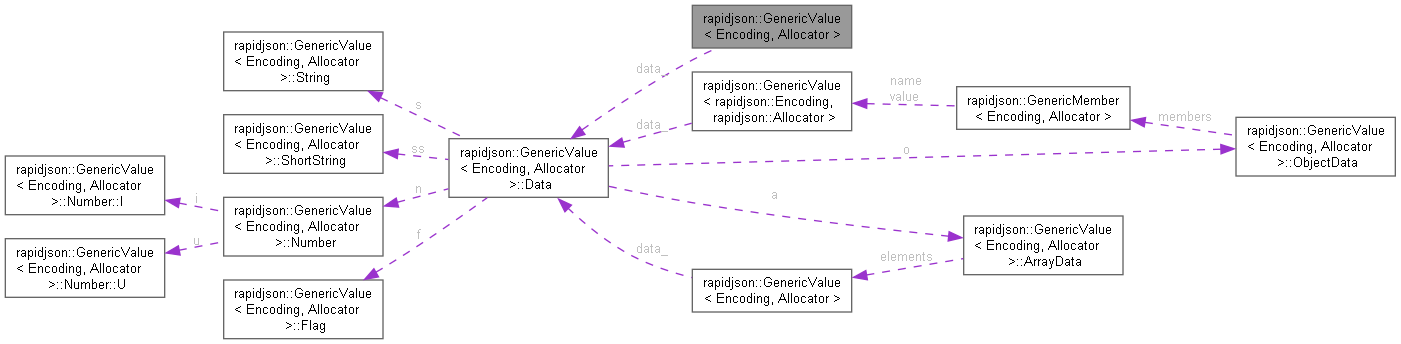 rapidjson::GenericValue
< Encoding, Allocator >
rapidjson::GenericValue
< Encoding, Allocator
>::String
data_
rapidjson::GenericValue
< rapidjson::Encoding,
rapidjson::Allocator >
name
value
rapidjson::GenericMember
< Encoding, Allocator >
members
rapidjson::GenericValue
< Encoding, Allocator
>::ObjectData
s
data_
rapidjson::GenericValue
< Encoding, Allocator
>::ShortString
ss
rapidjson::GenericValue
< Encoding, Allocator
>::Data
o
rapidjson::GenericValue
< Encoding, Allocator
>::Number::I
i
n
a
rapidjson::GenericValue
< Encoding, Allocator
>::Number
rapidjson::GenericValue
< Encoding, Allocator
>::ArrayData
rapidjson::GenericValue
< Encoding, Allocator
>::Number::U
u
f
data_
elements
rapidjson::GenericValue
< Encoding, Allocator >
rapidjson::GenericValue
< Encoding, Allocator
>::Flag